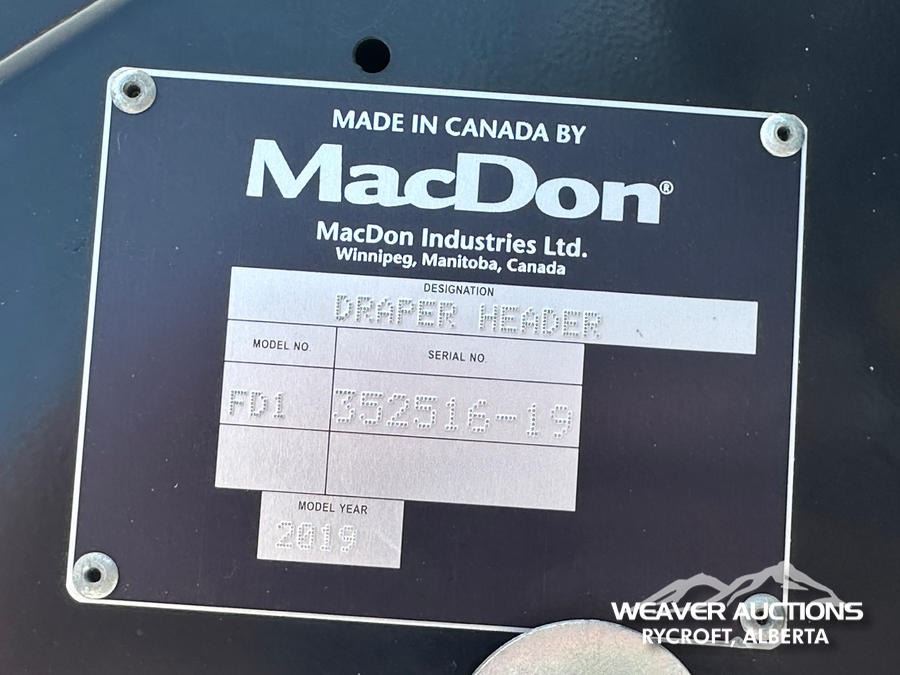 MADE IN CANADA BY
MacDon®
MacDon Industries Ltd.
Winnipeg, Manitoba, Canada
DESIGNATION
DRAPER HEADER
MODEL NO.
SERIAL NO.
FD1
352516-19
MODEL YEAR
2019
WEAVER AUCTIONS
RYCROFT, ALBERTA